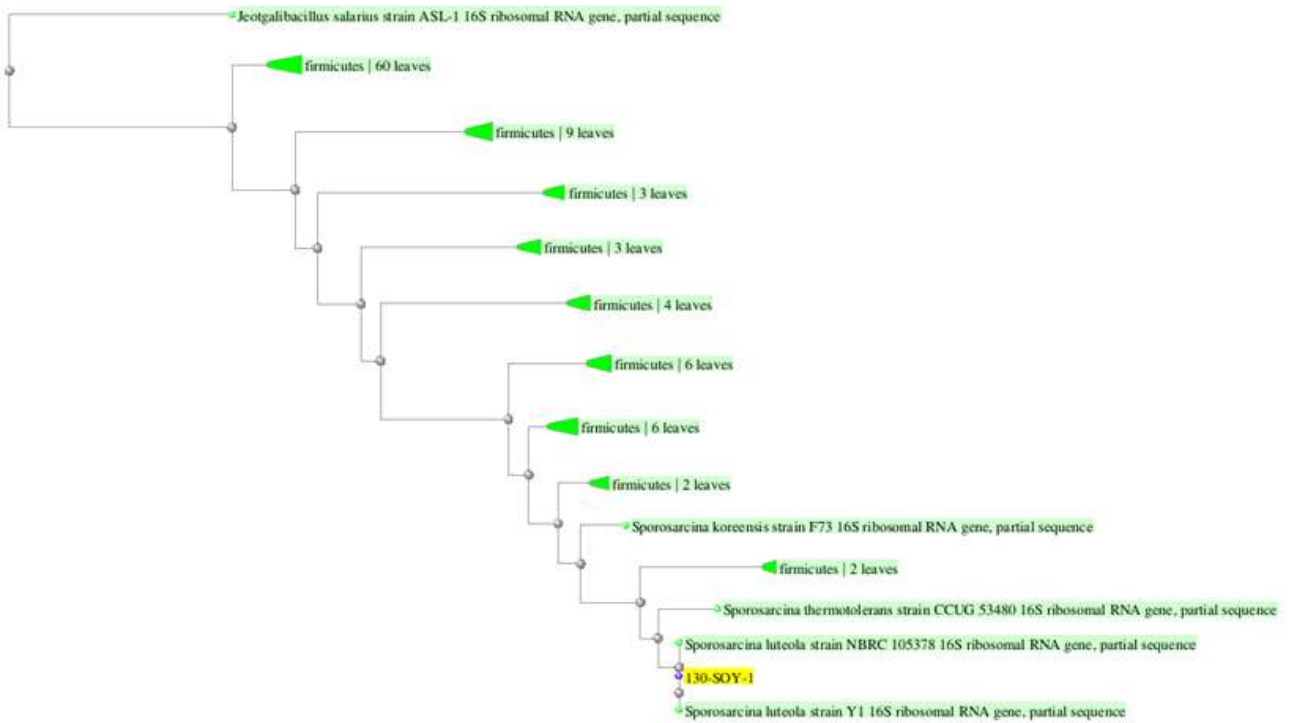 Jeotgalibacillus salarius strain ASL-1 16S ribosomal RNA gene, partial sequence
firmicutes | 60 leaves
firmicutes | 9 leaves
firmicutes | 3 leaves
firmicutes | 3 leaves
firmicutes | 4 leaves
firmicutes | 6 leaves
firmicutes | 6 leaves
firmicutes | 2 leaves
Sporosarcina koreensis strain F73 16S ribosomal RNA gene, partial sequence
firmicutes | 2 leaves
Sporosarcina thermotolerans strain CCUG 53480 16S ribosomal RNA gene, partial sequence
Sporosarcina luteola strain NBRC 105378 16S ribosomal RNA gene, partial sequence
130-SOY-1
Sporosarcina luteola strain Y1 16S ribosomal RNA gene, partial sequence